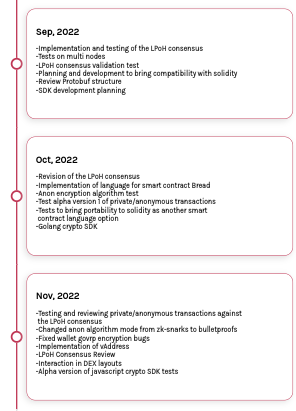 Sep, 2022
-Implementation and testing of the LPoH consensus
-Tests on multi nodes
-LPoH consensus validation test
-Planning and development to bring compatibility with solidity
-Review Protobuf structure
-SDK development planning
Oct, 2022
-Revision of the LPoH consensus
-Implementation of language for smart contract Bread
-Anon encryption algorithm test
-Test alpha version 1 of private/anonymous transactions
-Tests to bring portability to solidity as another smart
contract language option
-Golang crypto SDK
Nov, 2022
-Testing and reviewing private/anonymous transactions against
the LPoH consensus
-Changed anon algorithm mode from zk-snarks to bulletproofs
-Fixed wallet govrp encryption bugs
-Implementation of vAddress
-LPoH Consensus Review
-Interaction in DEX layouts
-Alpha version of javascript crypto SDK tests